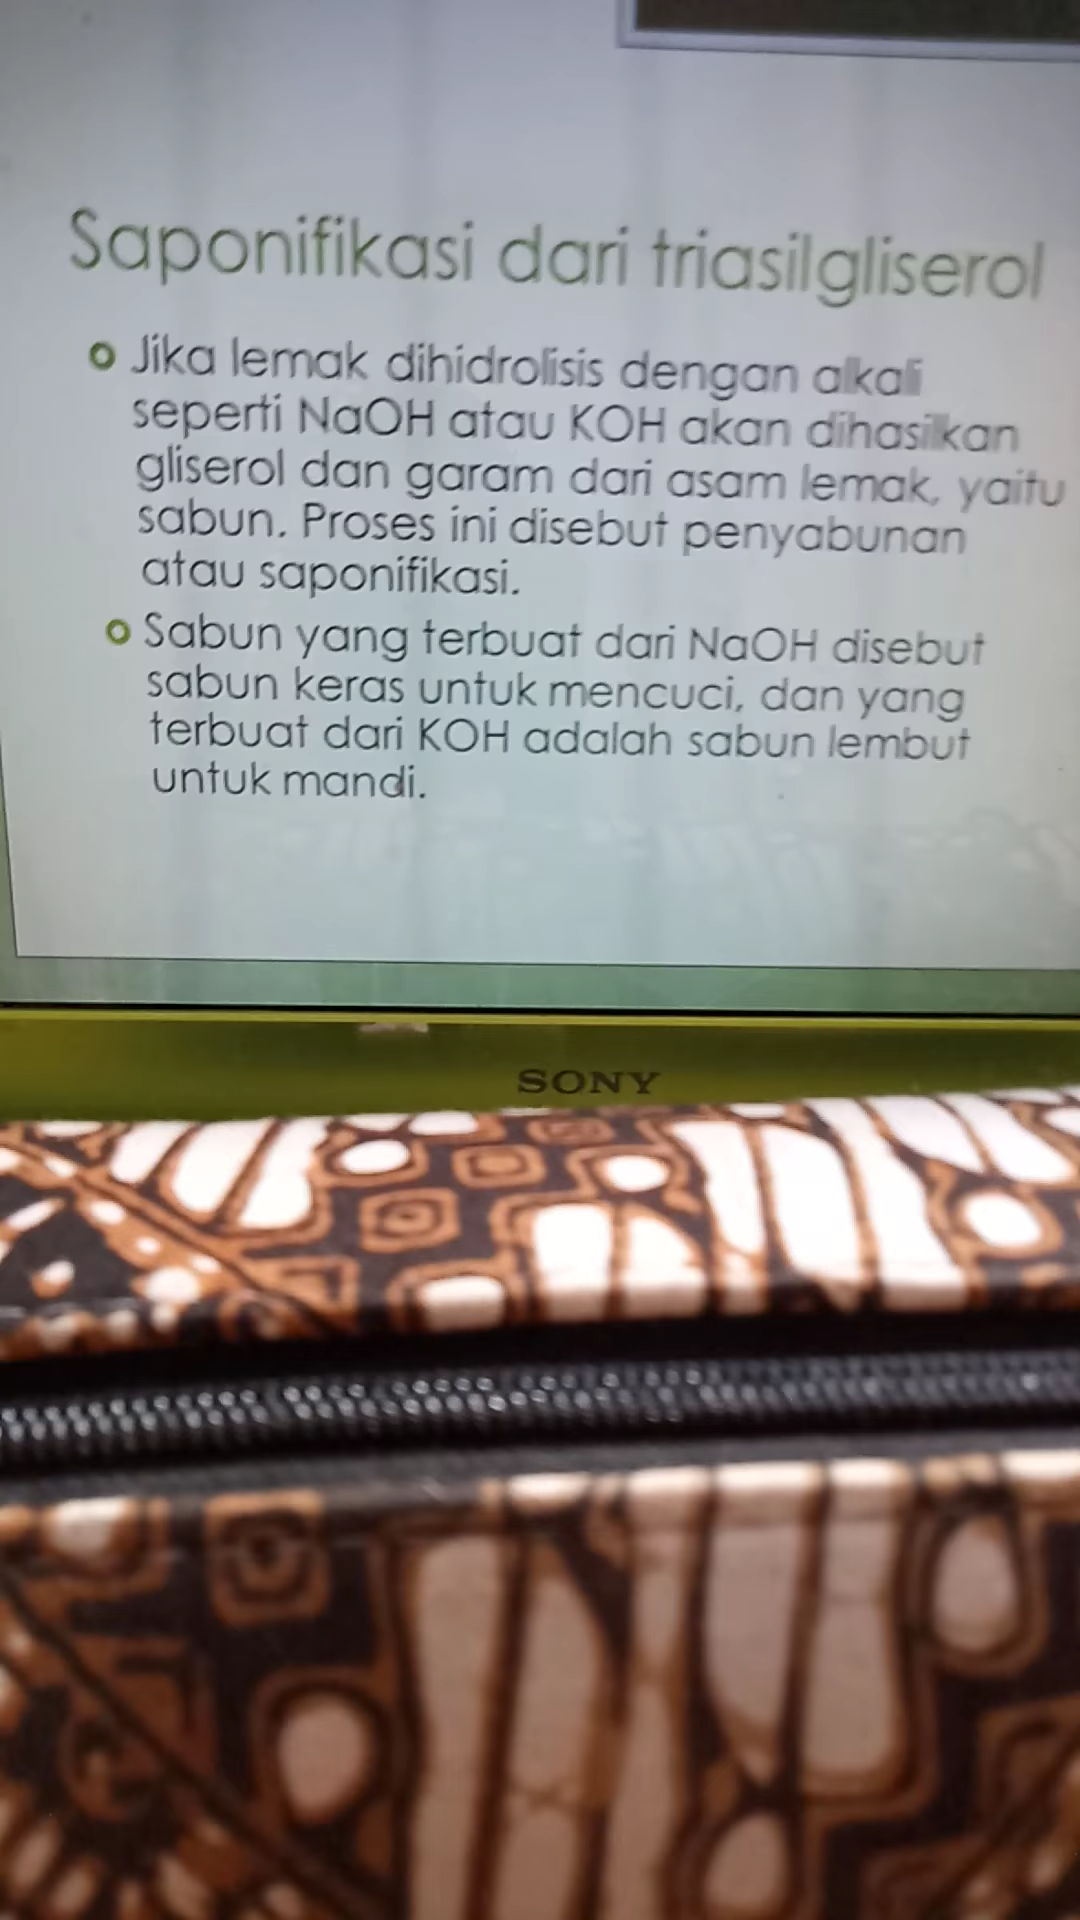 Saponifikasi dari triasilgliserol
Jika lemak dihidrolisis dengan alkali
seperti NaOH atau KOH akan dihasilkan
gliserol dan garam dari asam lemak, yaitu
sabun. Proses ini disebut penyabunan
atau saponifikasi.
Sabun yang terbuat dari NaOH disebut
sabun keras untuk mencuci, dan yang
terbuat dari KOH adalah sabun lembut
untuk mandi.
SONY